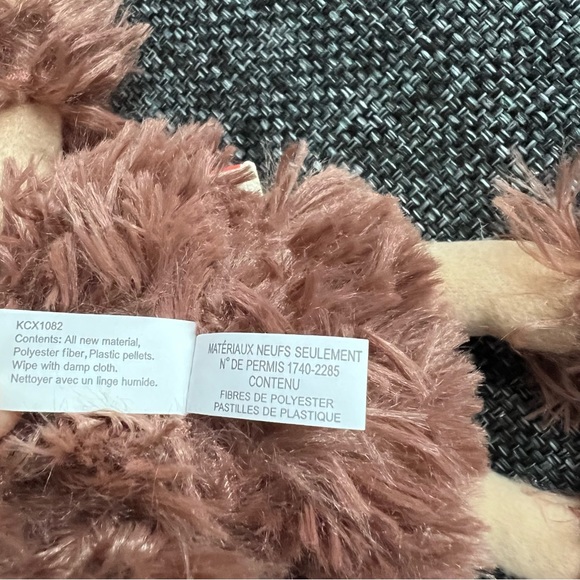 KCX1082
Contents: All new material,
Polyester fiber, Plastic pellets.
Wipe with damp cloth.
Nettoyer avec un linge humide.
MATÉRIAUX NEUFS SEULEMENT
N° DE PERMIS 1740-2285
CONTENU
FIBRES DE POLYESTER
PASTILLES DE PLASTIQUE